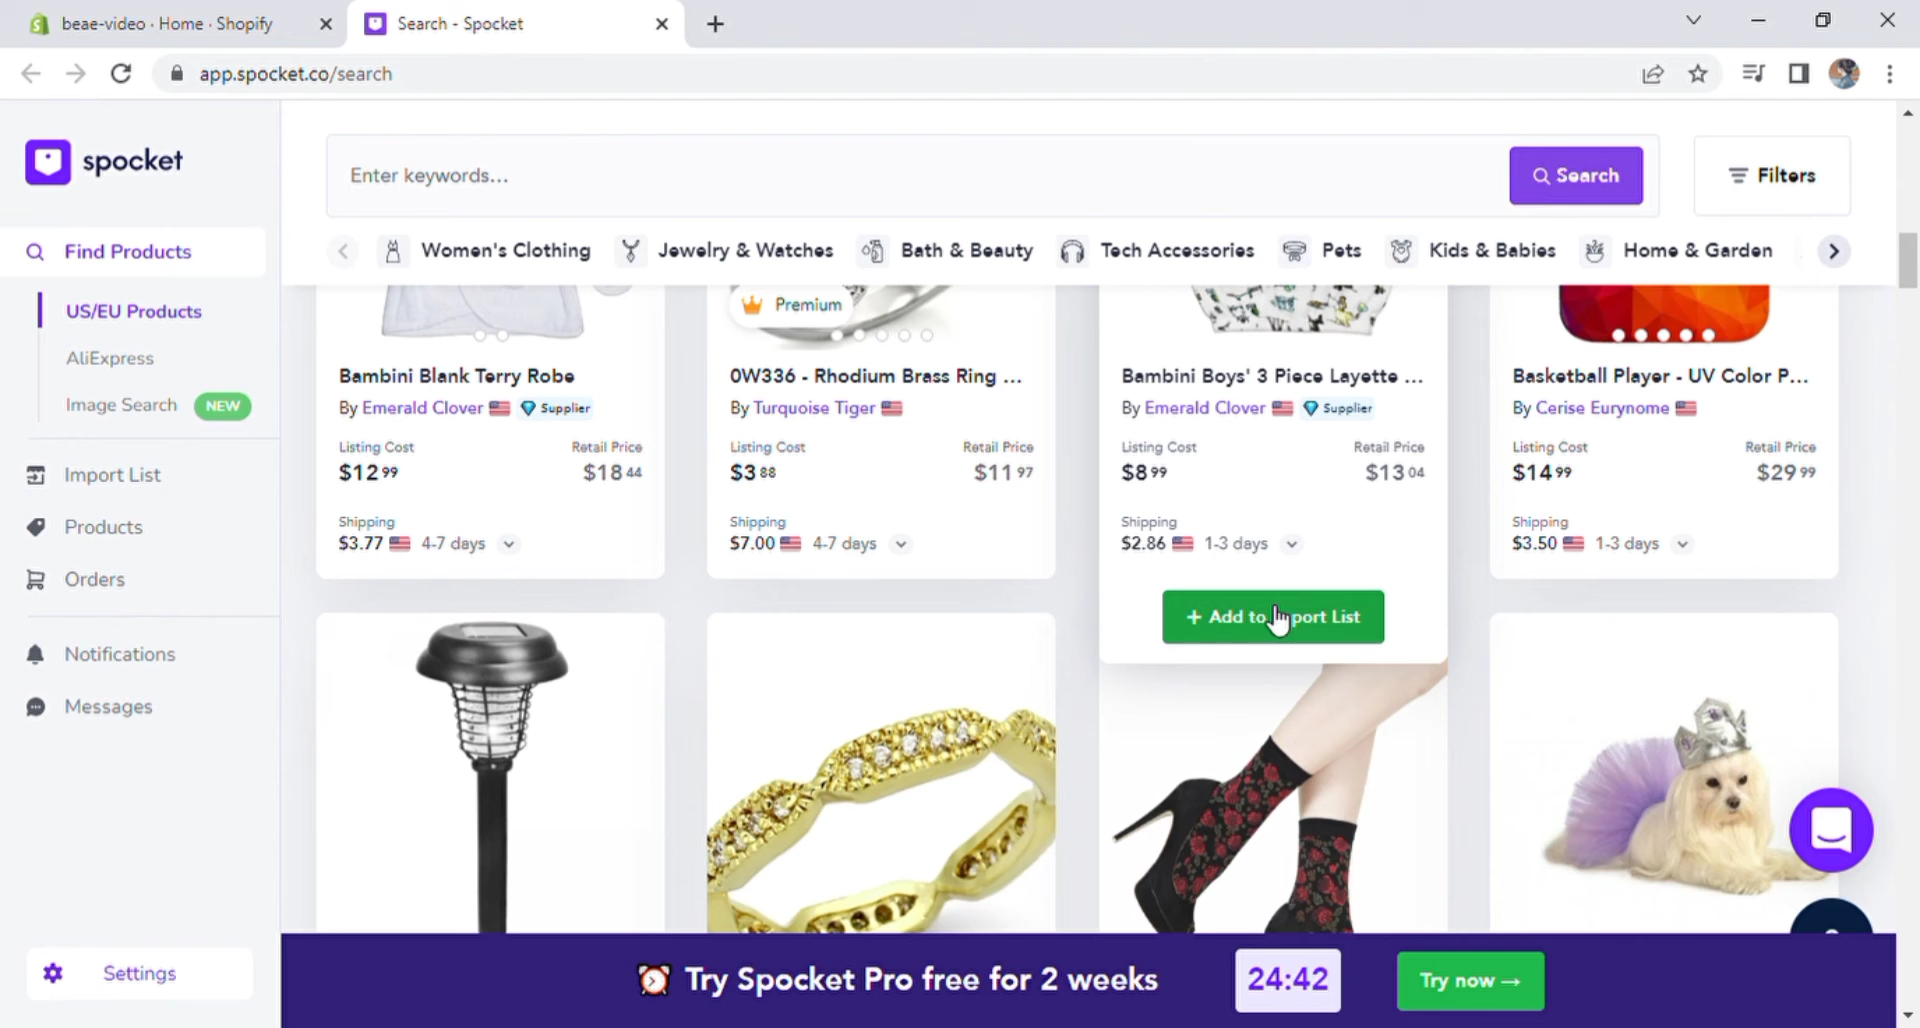 beae-video · Home · Shopify
Search - Spocket
app.spocket.co/search
spocket
Enter keywords...
Search
Filters
Find Products
Women's Clothing
Jewelry & Watches
Bath & Beauty
Tech Accessories
Pets
Kids & Babies
Home & Garden
US/EU Products
AliExpress
Image Search NEW
Import List
Products
Orders
Notifications
Messages
Settings
Bambini Blank Terry Robe
By Emerald Clover Supplier
Listing Cost Retail Price
$12 99 $18 44
Shipping
$3.77 4-7 days
Premium
OW336 - Rhodium Brass Ring ...
By Turquoise Tiger
Listing Cost Retail Price
$3 88 $11 97
Shipping
$7.00 4-7 days
Bambini Boys' 3 Piece Layette ...
By Emerald Clover Supplier
Listing Cost Retail Price
$8 99 $13 04
Shipping
$2.86 1-3 days
+ Add to port List
Basketball Player - UV Color P...
By Cerise Eurynome
Listing Cost Retail Price
$14 99 $29 99
Shipping
$3.50 1-3 days
Try Spocket Pro free for 2 weeks
24:42
Try now →